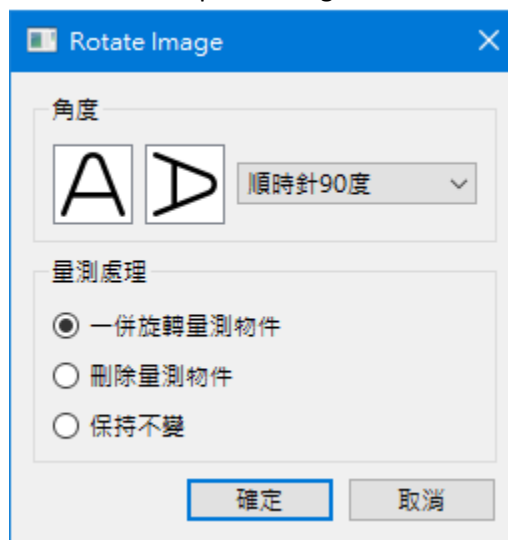 Rotate Image
角度
A A 順時針90度
量測處理
一併旋轉量測物件
刪除量測物件
保持不變
確定 取消